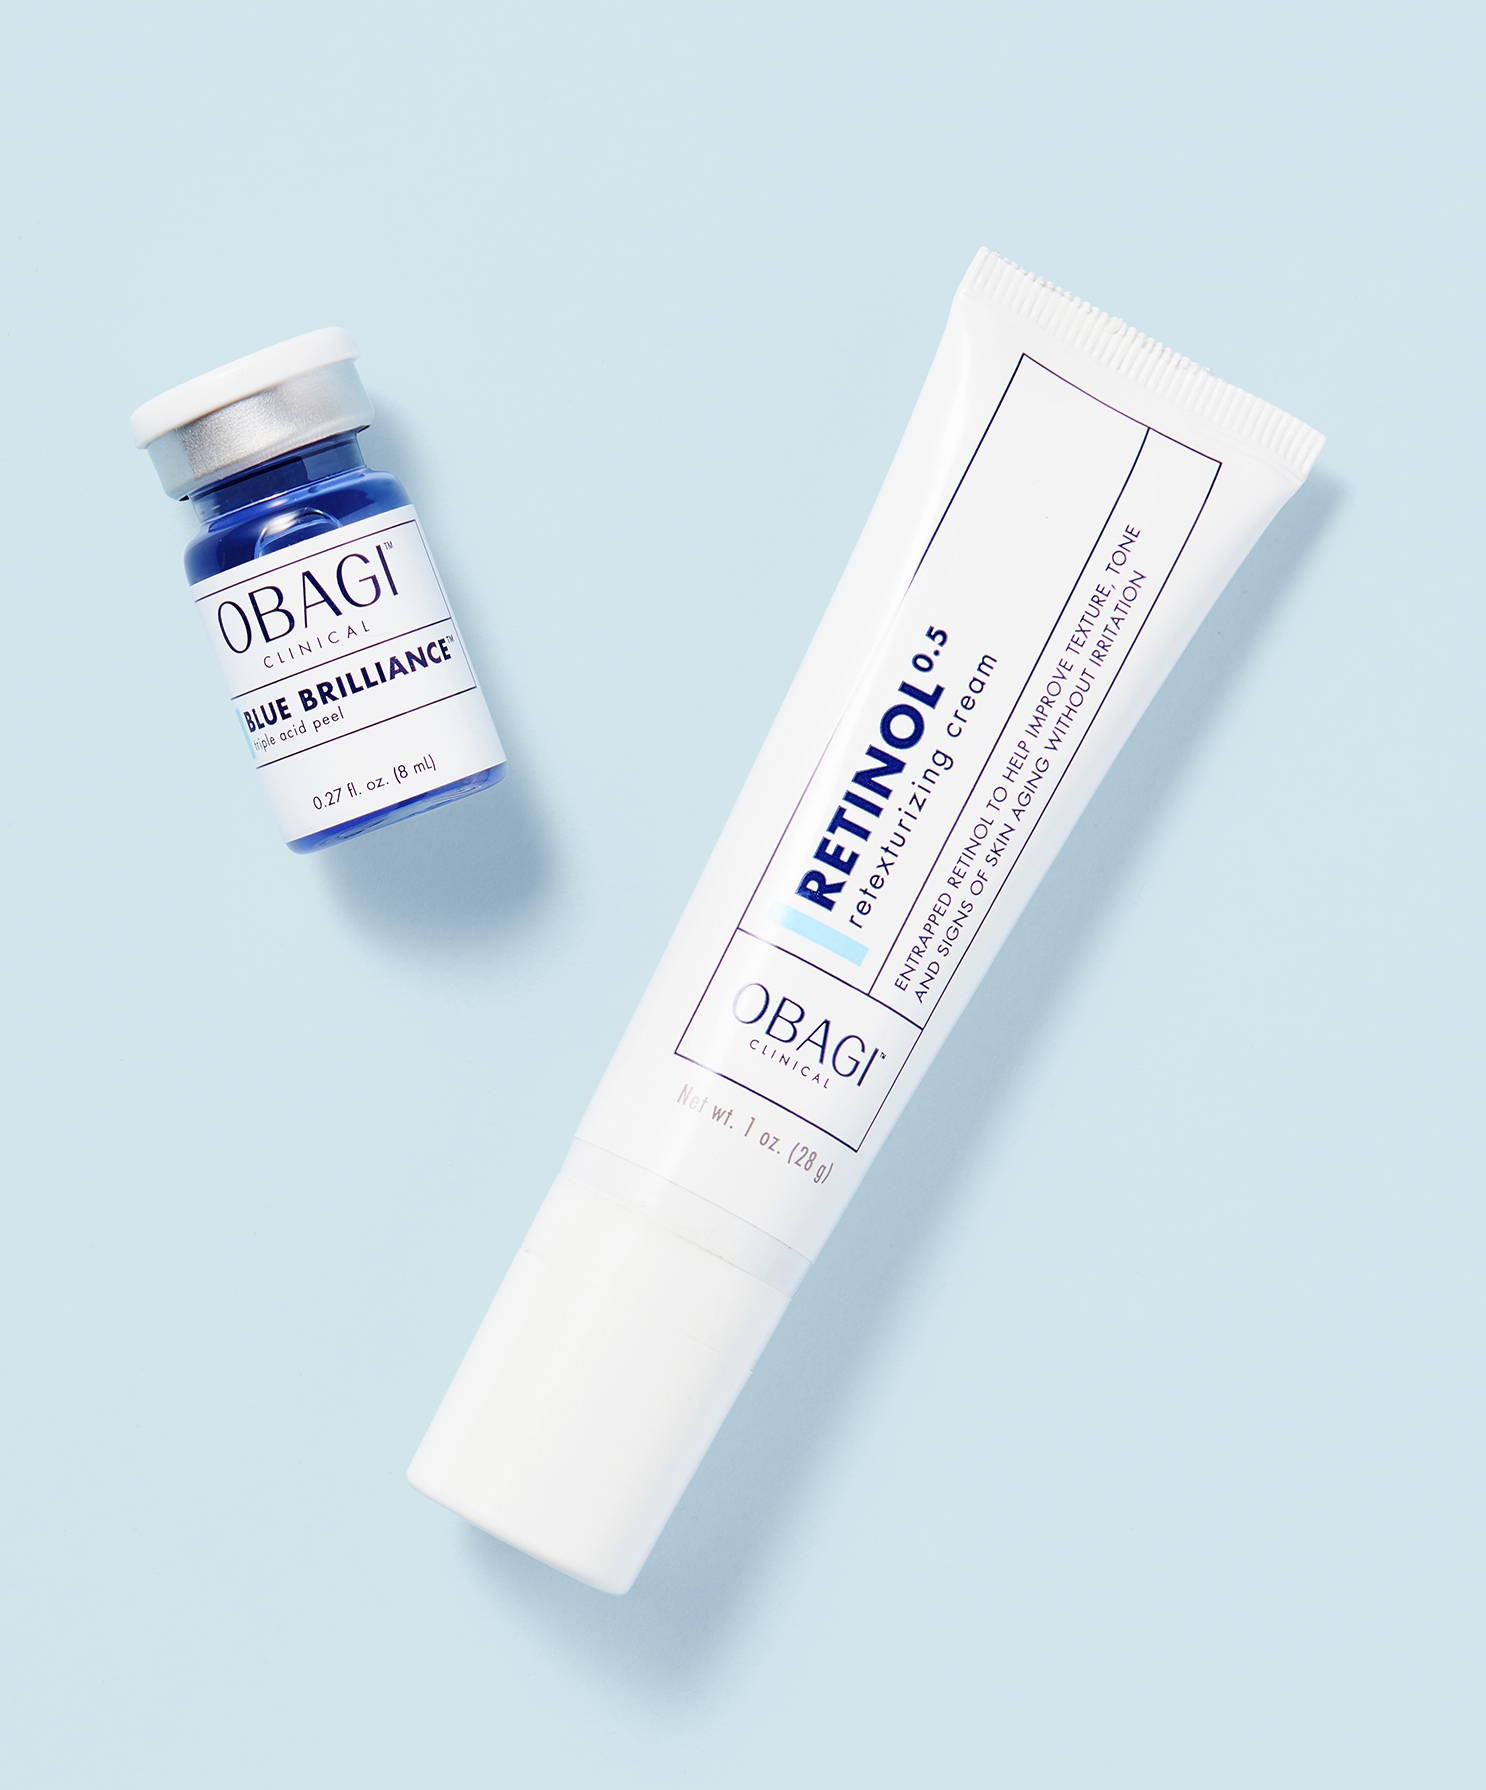 OBAGI™
CLINICAL
BLUE BRILLIANCE™
triple acid peel
0.27 fl. oz. (8 mL)
RETINOL 0.5
retexturizing cream
ENTRAPPED RETINOL TO HELP IMPROVE TEXTURE, TONE
AND SIGNS OF SKIN AGING WITHOUT IRRITATION
OBAGI™
CLINICAL
Net wt. 1 oz. (28 g)